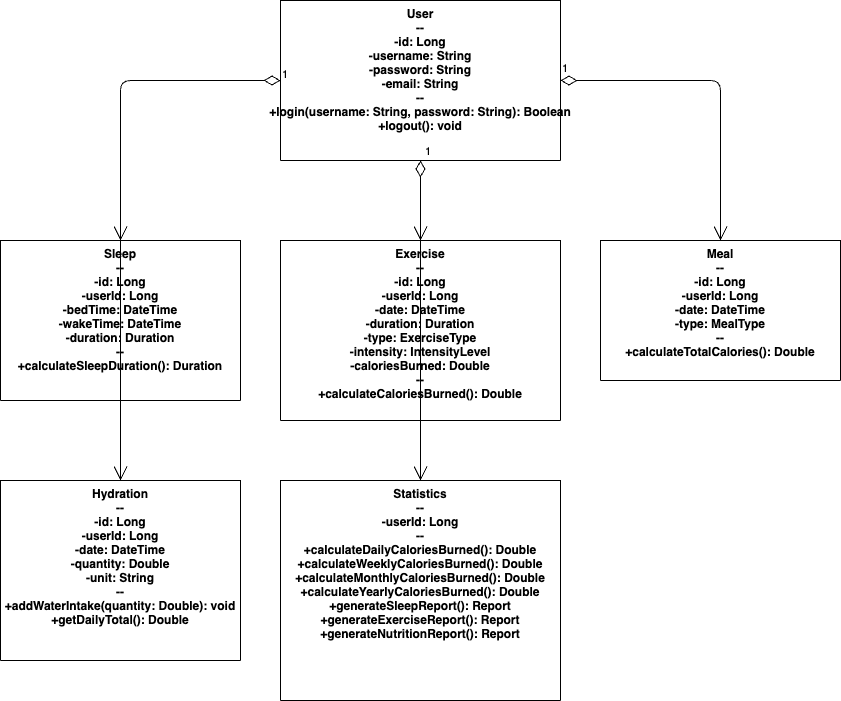 User
--
-id: Long
-username: String
-password: String
-email: String
--
+login(username: String, password: String): Boolean
+logout(): void
1
1
1
Sleep
--
-id: Long
-userId: Long
-bedTime: DateTime
-wakeTime: DateTime
-duration: Duration
--
+calculateSleepDuration(): Duration
Exercise
--
-id: Long
-userId: Long
-date: DateTime
-duration: Duration
-type: ExerciseType
-intensity: IntensityLevel
-caloriesBurned: Double
--
+calculateCaloriesBurned(): Double
Meal
--
-id: Long
-userId: Long
-date: DateTime
-type: MealType
--
+calculateTotalCalories(): Double
Hydration
--
-id: Long
-userId: Long
-date: DateTime
-quantity: Double
-unit: String
--
+addWaterIntake(quantity: Double): void
+getDailyTotal(): Double
Statistics
--
-userId: Long
--
+calculateDailyCaloriesBurned(): Double
+calculateWeeklyCaloriesBurned(): Double
+calculateMonthlyCaloriesBurned(): Double
+calculateYearlyCaloriesBurned(): Double
+generateSleepReport(): Report
+generateExerciseReport(): Report
+generateNutritionReport(): Report